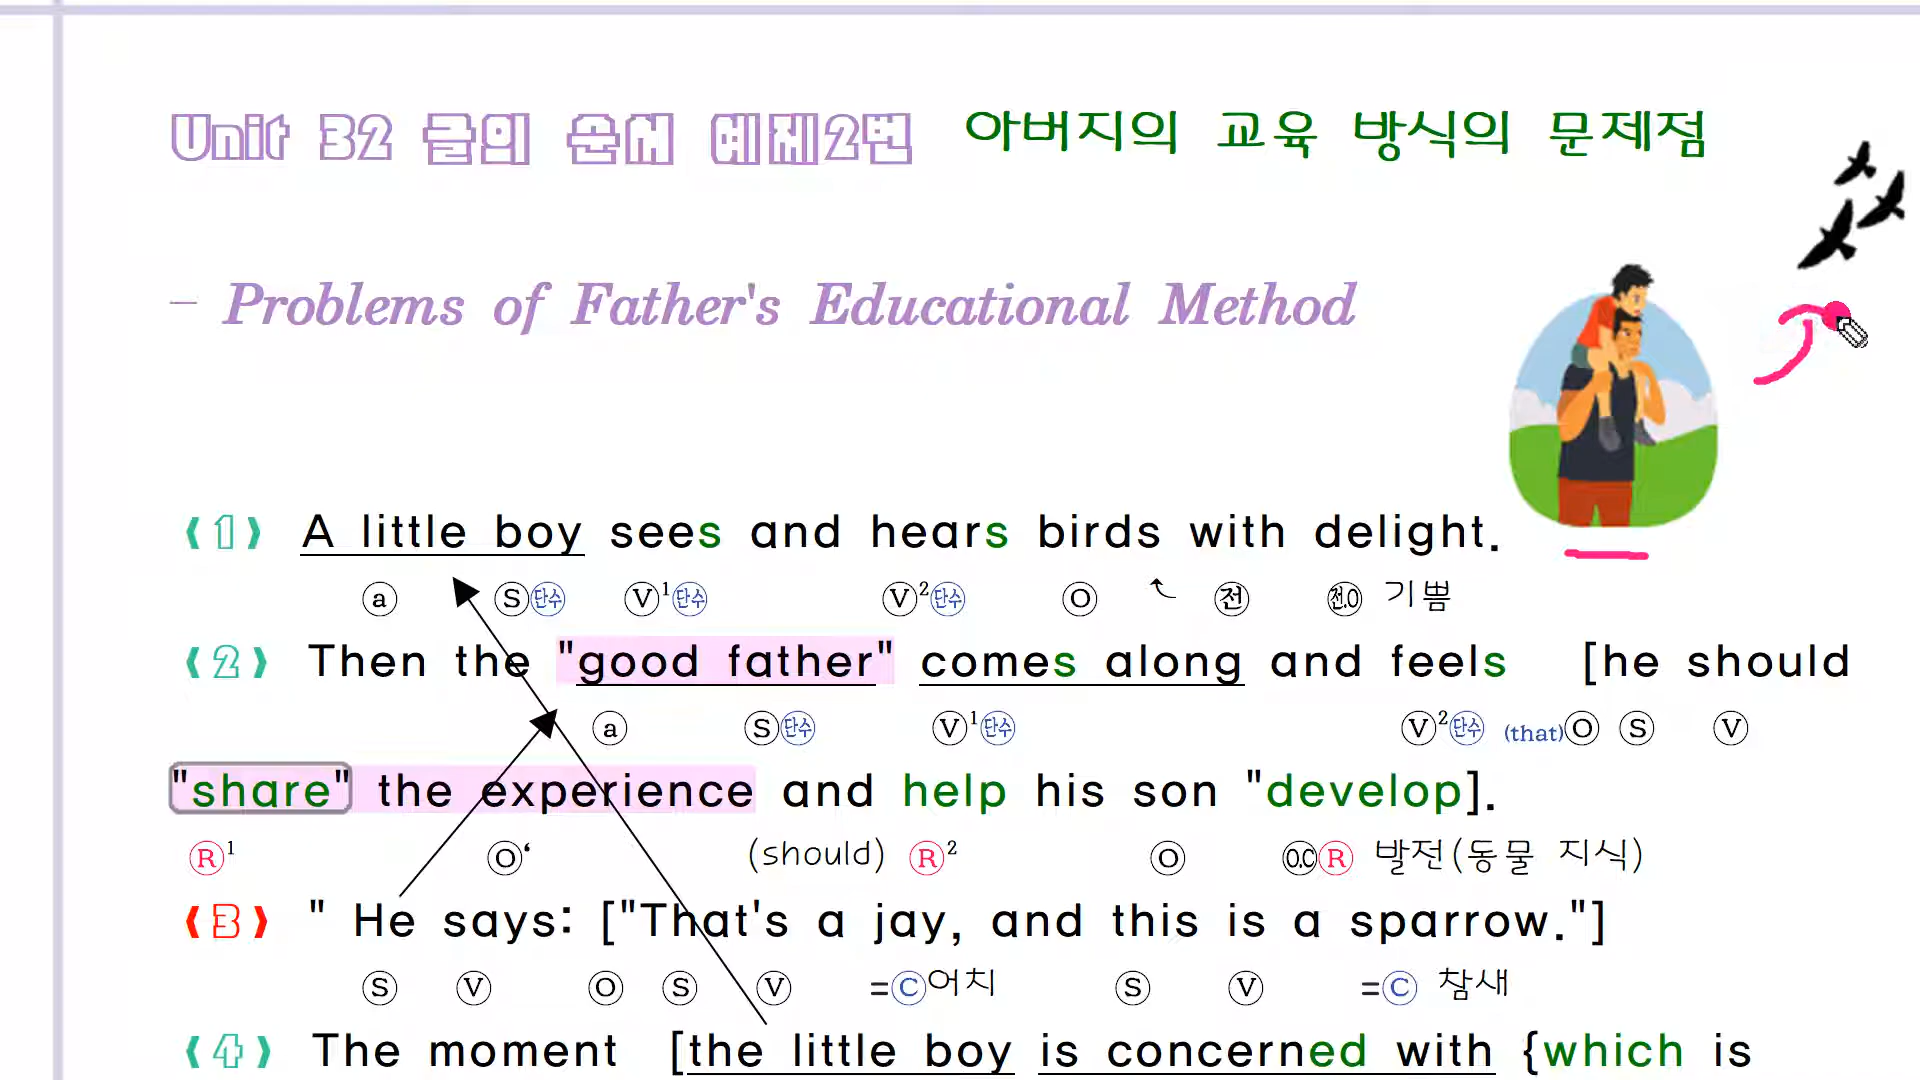 Unit 32 글의 순서 예제2번 아버지의 교육 방식의 문제점
- Problems of Father's Educational Method
(1) A little boy sees and hears birds with delight.
ⓐ Ⓢ단수 Ⓥ¹단수 Ⓥ²단수 Ⓞ 전 전.O 기쁨
(2) Then the "good father" comes along and feels [he should
ⓐ Ⓢ단수 Ⓥ¹단수 Ⓥ²단수 (that)Ⓞ Ⓢ Ⓥ
"share" the experience and help his son "develop].
Ⓡ¹ Ⓞ‘ (should) Ⓡ² Ⓞ O.C Ⓡ 발전(동물 지식)
(3) " He says: ["That's a jay, and this is a sparrow."]
Ⓢ Ⓥ Ⓞ Ⓢ Ⓥ =Ⓒ어치 Ⓢ Ⓥ =Ⓒ 참새
(4) The moment [the little boy is concerned with {which is